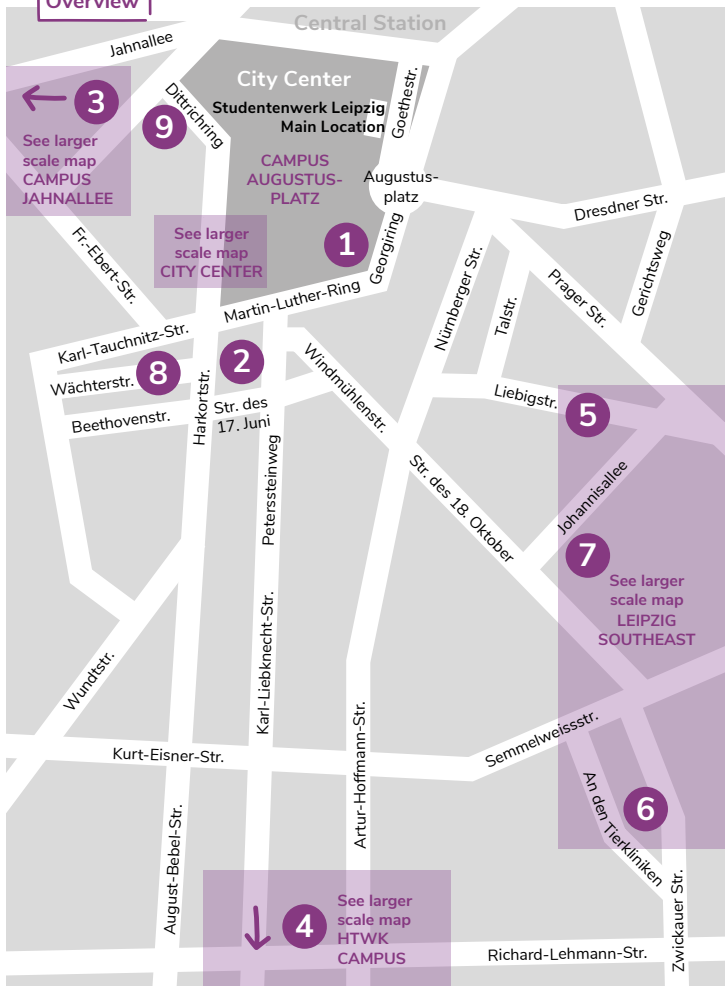 Overview
Central Station
Jahnallee
City Center
Studentenwerk Leipzig
Main Location
Goethestr.
3
9
Dittrichring
See larger
scale map
CAMPUS
JAHNALLEE
CAMPUS
AUGUSTUS-
PLATZ
Augustus-
platz
Dresdner Str.
1
Georgiring
See larger
scale map
CITY CENTER
Fr.-Ebert-Str.
Nürnberger Str.
Talstr.
Prager Str.
Gerichtsweg
Martin-Luther-Ring
Karl-Tauchnitz-Str.
2
8
Wächterstr.
Windmühlenstr.
Harkortstr.
Str. des
17. Juni
Beethovenstr.
Liebigstr.
5
Peterssteinweg
Str. des 18. Oktober
Johannisallee
7
See larger
scale map
LEIPZIG
SOUTHEAST
Wundtstr.
Karl-Liebknecht-Str.
Kurt-Eisner-Str.
Artur-Hoffmann-Str.
Semmelweissstr.
An den Tierkliniken
6
August-Bebel-Str.
4
See larger
scale map
HTWK
CAMPUS
Richard-Lehmann-Str.
Zwickauer Str.